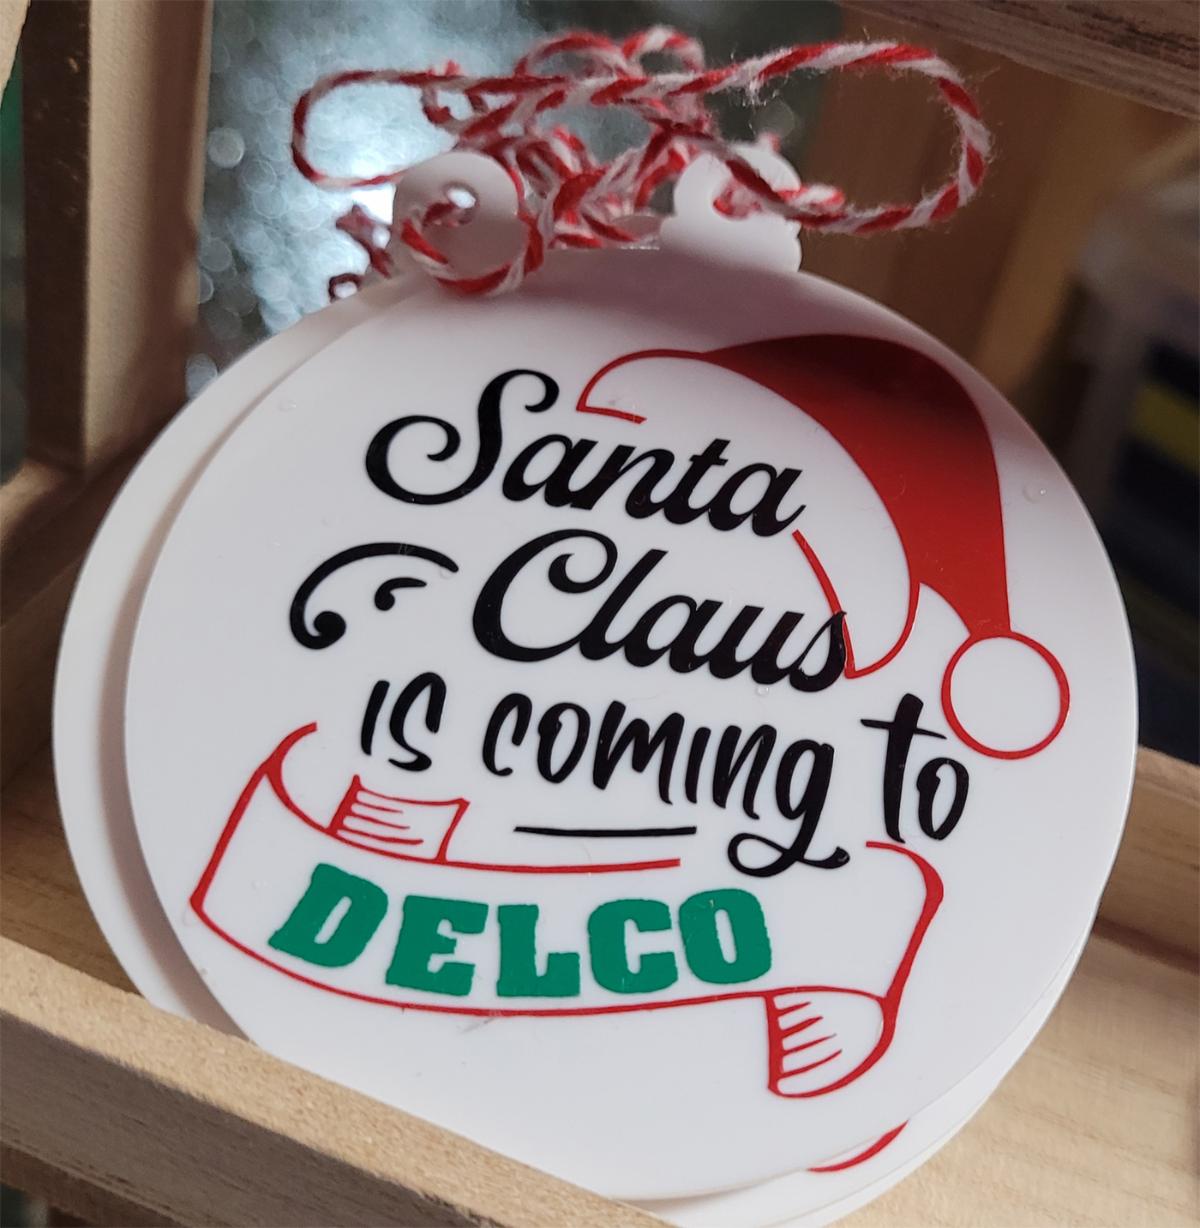 Santa
Claus
is coming to
DELCO